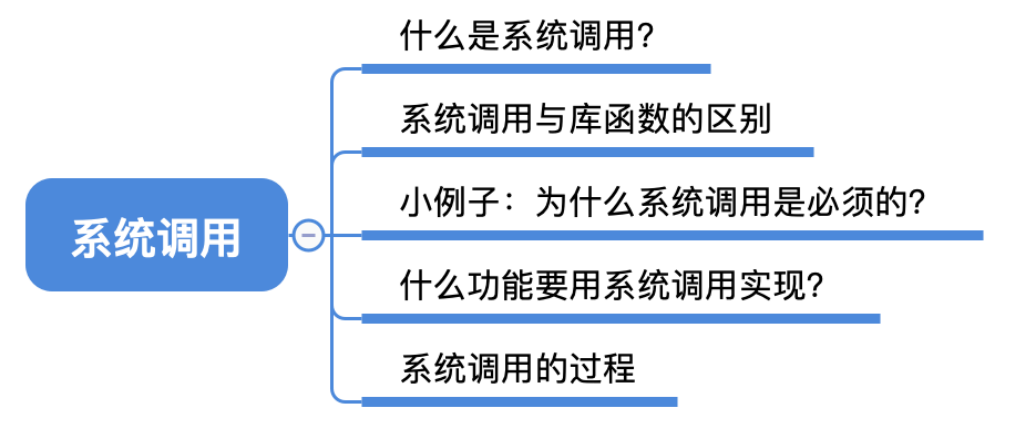 什么是系统调用？
系统调用与库函数的区别
小例子：为什么系统调用是必须的？
系统调用
什么功能要用系统调用实现？
系统调用的过程